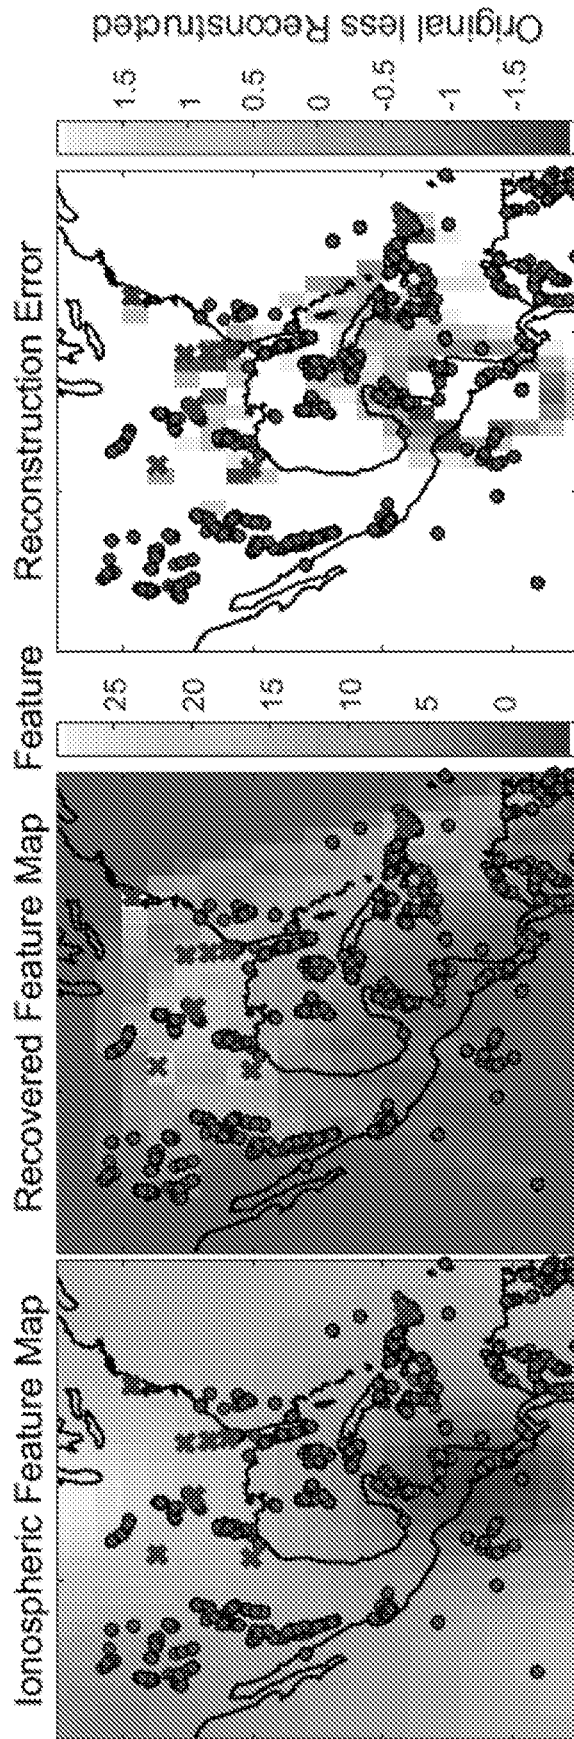 Ionospheric Feature Map
Recovered Feature Map
Feature
25
20
15
10
5
0
Reconstruction Error
1.5
1
0.5
0
-0.5
-1
-1.5
Original less Reconstructed